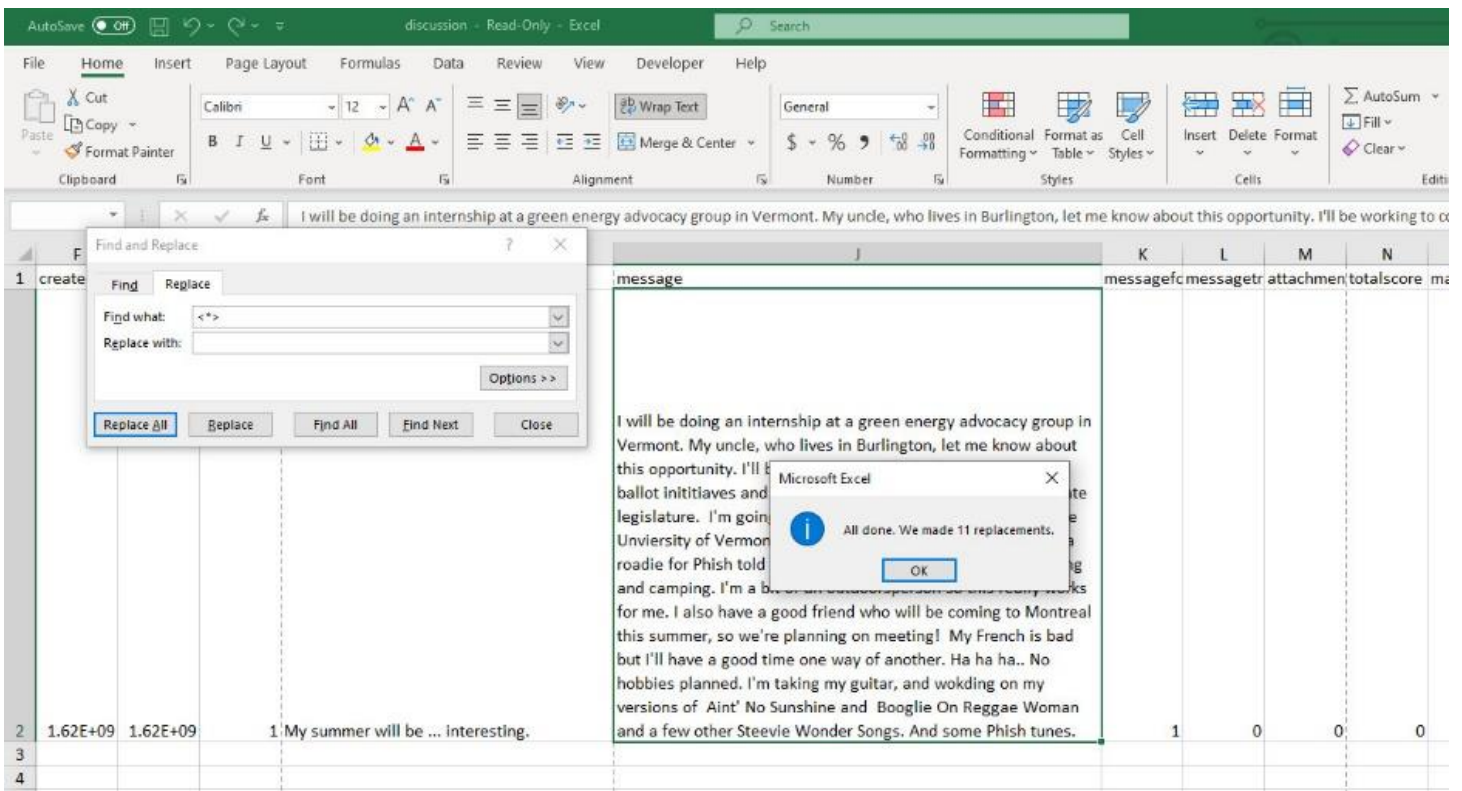 AutoSave Off discussion - Read-Only - Excel Search
File Home Insert Page Layout Formulas Data Review View Developer Help
Paste Cut Copy Format Painter Calibri 12 A^ A˅ B I U A Wrap Text Merge & Center General $ % 9 Conditional Formatting Format as Table Cell Styles Insert Delete Format Σ AutoSum Fill Clear
Clipboard Font Alignment Number Styles Cells Editi
fx I will be doing an internship at a green energy advocacy group in Vermont. My uncle, who lives in Burlington, let me know about this opportunity. I'll be working to co
F J K L M N
1 create message messagefc messagetr attachmen totalscore ma
Find and Replace ? ×
Find Replace
Find what: <*>
Replace with:
Options >>
Replace All Replace Find All Find Next Close
I will be doing an internship at a green energy advocacy group in
Vermont. My uncle, who lives in Burlington, let me know about
this opportunity. I'll b
ballot inititiaves and te
legislature. I'm goin e
Unviersity of Vermon a
roadie for Phish told ng
and camping. I'm a b works
for me. I also have a good friend who will be coming to Montreal
this summer, so we're planning on meeting! My French is bad
but I'll have a good time one way of another. Ha ha ha.. No
hobbies planned. I'm taking my guitar, and wokding on my
versions of Aint' No Sunshine and Booglie On Reggae Woman
and a few other Steevie Wonder Songs. And some Phish tunes.
Microsoft Excel ×
All done. We made 11 replacements.
OK
2 1.62E+09 1.62E+09 1 My summer will be ... interesting. 1 0 0 0
3
4